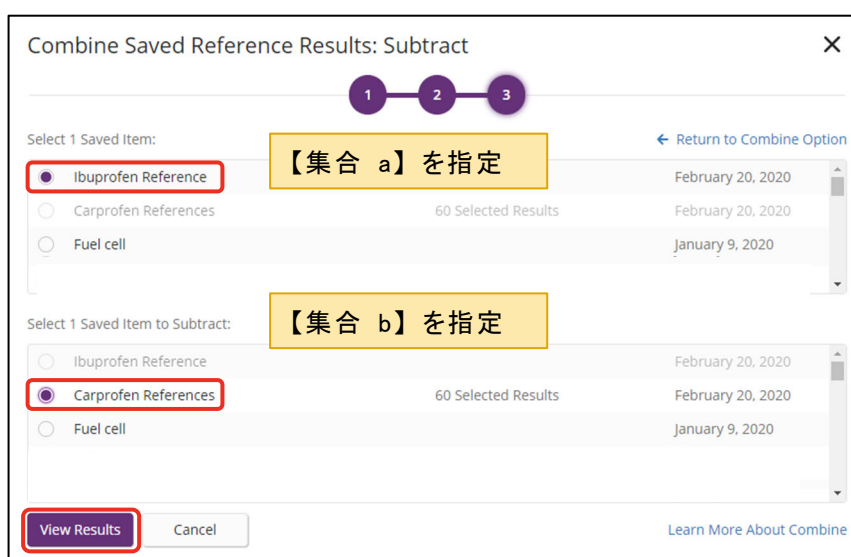 Combine Saved Reference Results: Subtract
1 2 3
Select 1 Saved Item:
← Return to Combine Option
【集合 a】を指定
Ibuprofen Reference February 20, 2020
Carprofen References 60 Selected Results February 20, 2020
Fuel cell January 9, 2020
Select 1 Saved Item to Subtract:
【集合 b】を指定
Ibuprofen Reference February 20, 2020
Carprofen References 60 Selected Results February 20, 2020
Fuel cell January 9, 2020
View Results Cancel Learn More About Combine